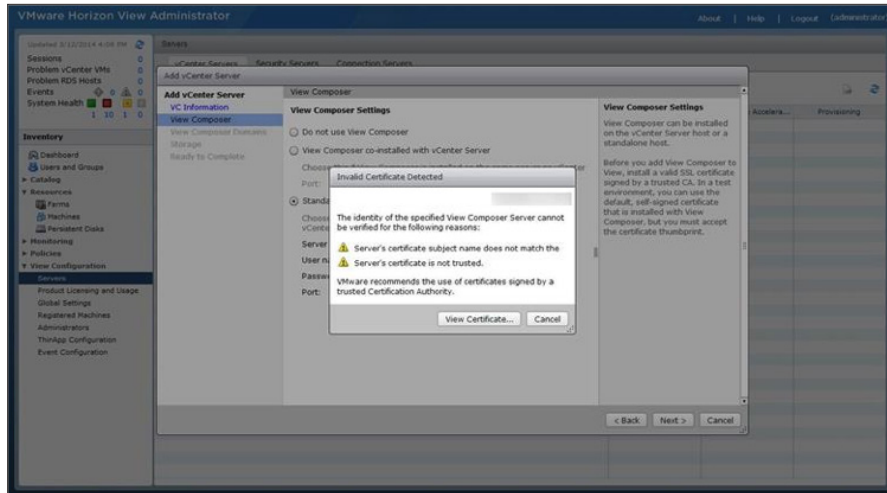 VMware Horizon View Administrator
About | Help | Logout (administrator
Updated 3/12/2014 4:08 PM
Sessions 0
Problem vCenter VMs 0
Problem RDS Hosts 0
Events 0 0
System Health
1 10 1 0
Inventory
Dashboard
Users and Groups
Catalog
Resources
Farms
Machines
Persistent Disks
Monitoring
Policies
View Configuration
Servers
Product Licensing and Usage
Global Settings
Registered Machines
Administrators
ThinApp Configuration
Event Configuration
Servers
vCenter Servers Security Servers Connection Servers
Provisioning
Add vCenter Server
Add vCenter Server
VC Information
View Composer
View Composer Domains
Storage
Ready to Complete
View Composer
View Composer Settings
Do not use View Composer
View Composer co-installed with vCenter Server
Choose
Port:
Standa
Choose
vCente
Server
User na
Passwo
Port:
Invalid Certificate Detected
The identity of the specified View Composer Server cannot
be verified for the following reasons:
Server's certificate subject name does not match the
Server's certificate is not trusted.
VMware recommends the use of certificates signed by a
trusted Certification Authority.
View Certificate... Cancel
View Composer Settings
View Composer can be installed
on the vCenter Server host or a
standalone host.
Before you add View Composer to
View, install a valid SSL certificate
signed by a trusted CA. In a test
environment, you can use the
default, self-signed certificate
that is installed with View
Composer, but you must accept
the certificate thumbprint.
< Back Next > Cancel